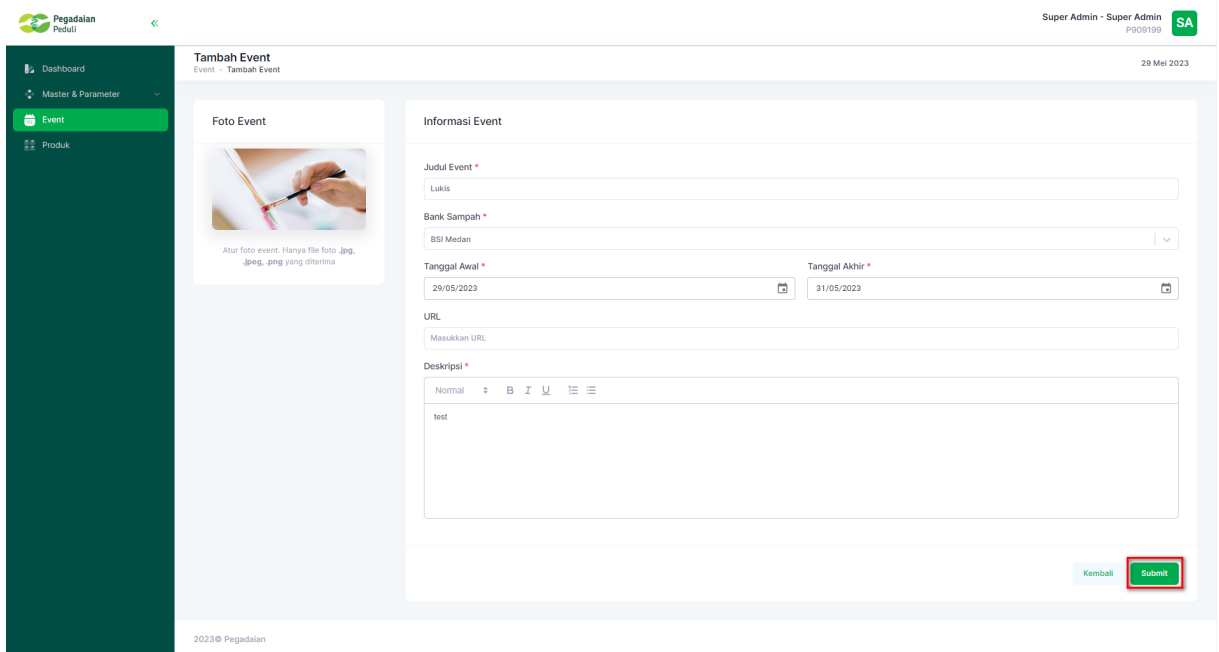 Pegadaian
Peduli
Super Admin - Super Admin
P909199
SA
Dashboard
Master & Parameter
Event
Produk
Tambah Event
Event - Tambah Event
29 Mei 2023
Foto Event
Atur foto event. Hanya file foto .jpg,
.jpeg, .png yang diterima
Informasi Event
Judul Event *
Lukis
Bank Sampah *
BSI Medan
Tanggal Awal * Tanggal Akhir *
29/05/2023 31/05/2023
URL
Masukkan URL
Deskripsi *
Normal B I U
test
Kembali Submit
2023© Pegadaian